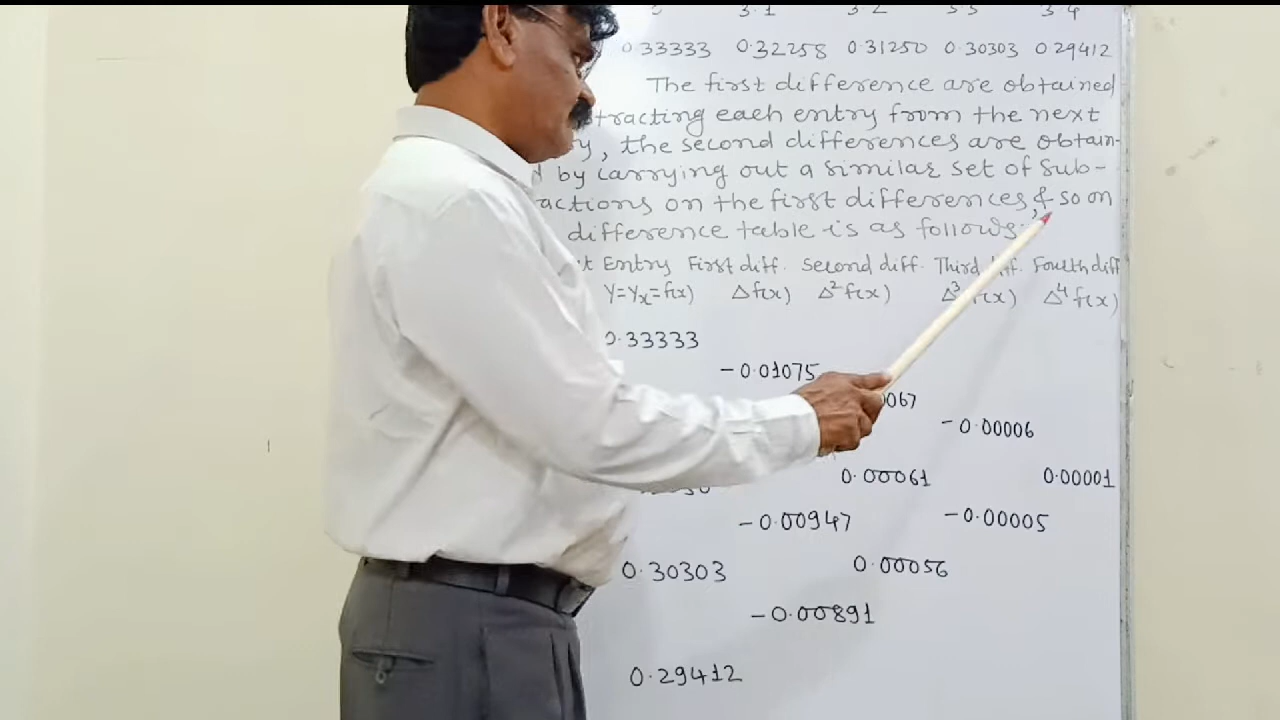 3.1 3.2 3.3 3.4
0.33333 0.32258 0.31250 0.30303 0.29412
The first difference are obtained
tracting each entry from the next
y, the second differences are obtain-
d by carrying out a similar set of sub-
actions on the first differences, & so on
difference table is as follows:
t Entry First diff. Second diff. Third diff. Fourth diff
Y=Yx=f(x) Δf(x) Δ²f(x) Δ³f(x) Δ⁴f(x)
0.33333
-0.01075
0067
-0.00006
0.00061 0.00001
-0.00947 -0.00005
0.30303 0.00056
-0.00891
0.29412